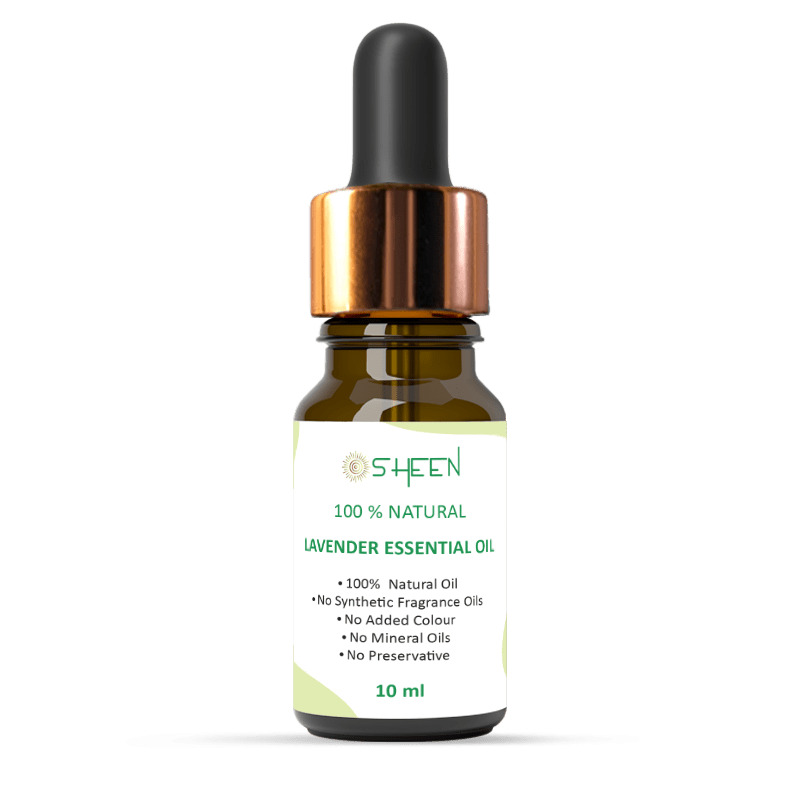 SHEEN
100 % NATURAL
LAVENDER ESSENTIAL OIL
• 100% Natural Oil
• No Synthetic Fragrance Oils
• No Added Colour
• No Mineral Oils
• No Preservative
10 ml